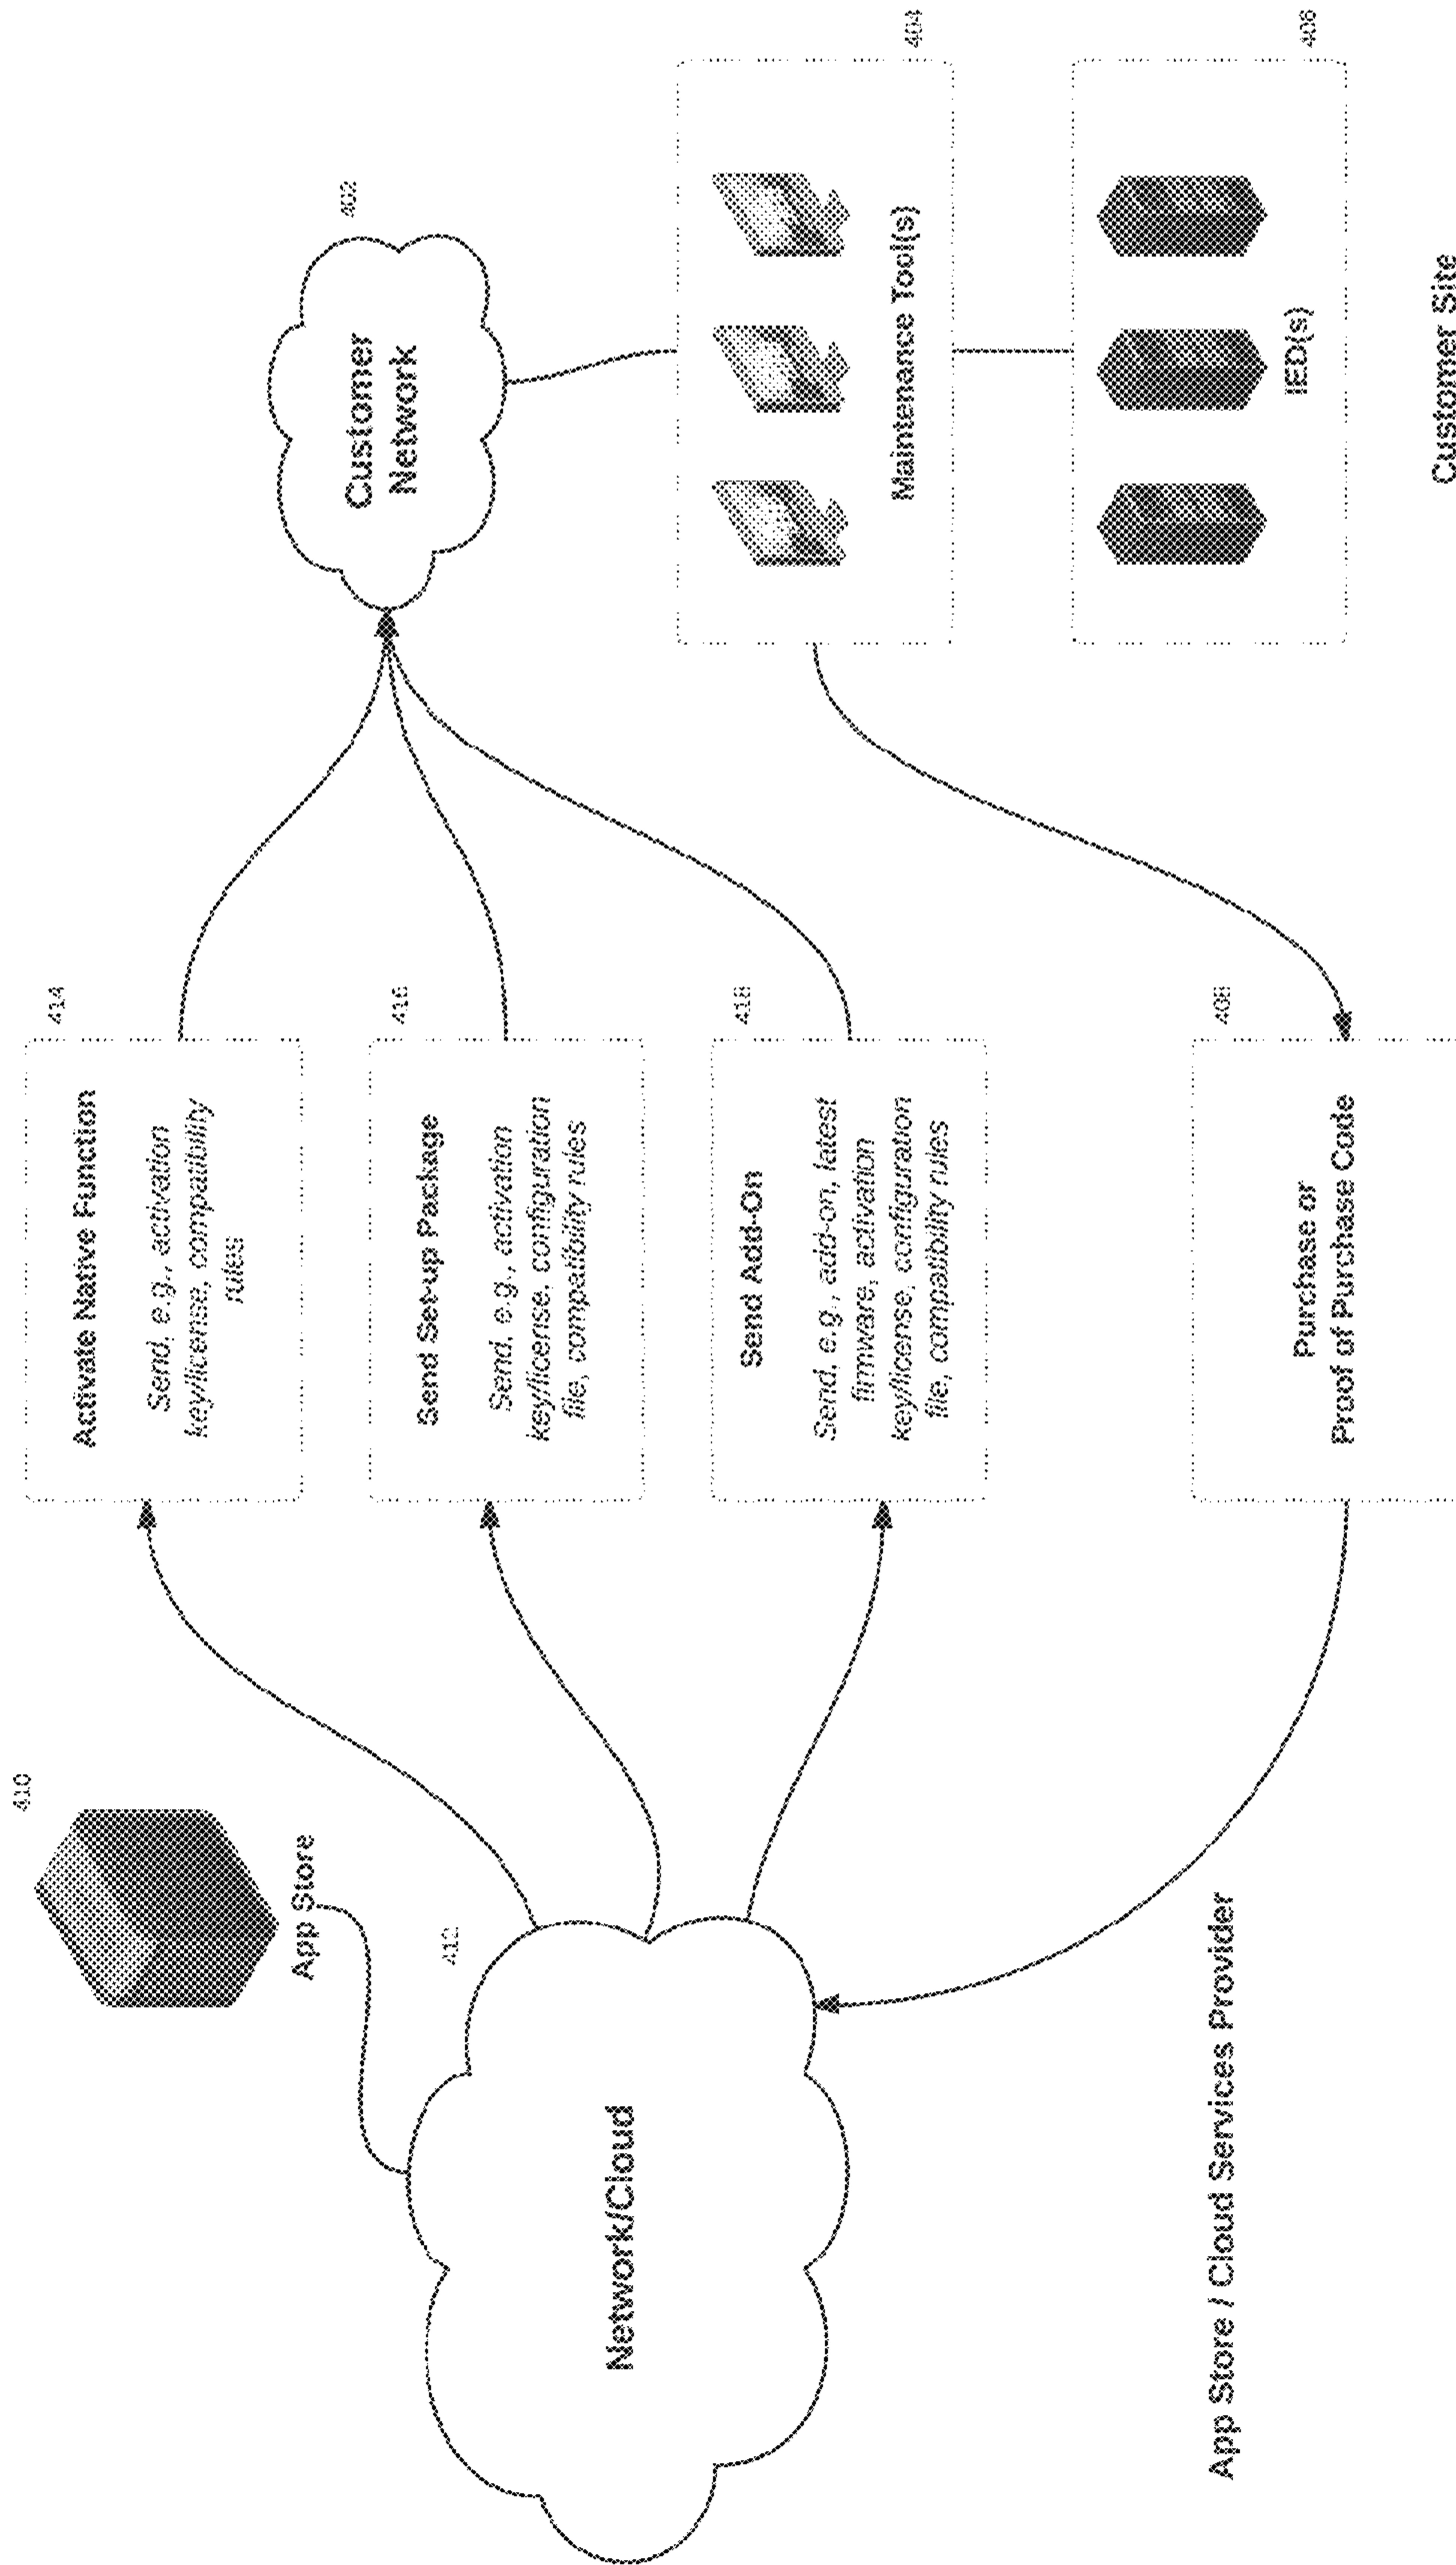 410
App Store
412
Network/Cloud
App Store / Cloud Services Provider
414
Activate Native Function
Send, e.g., activation
key/license, compatibility
rules
416
Send Set-up Package
Send, e.g., activation
key/license, configuration
file, compatibility rules
418
Send Add-On
Send, e.g., add-on, latest
firmware, activation
key/license, configuration
file, compatibility rules
408
Purchase or
Proof of Purchase Code
402
Customer
Network
404
Maintenance Tool(s)
406
IED(s)
Customer Site